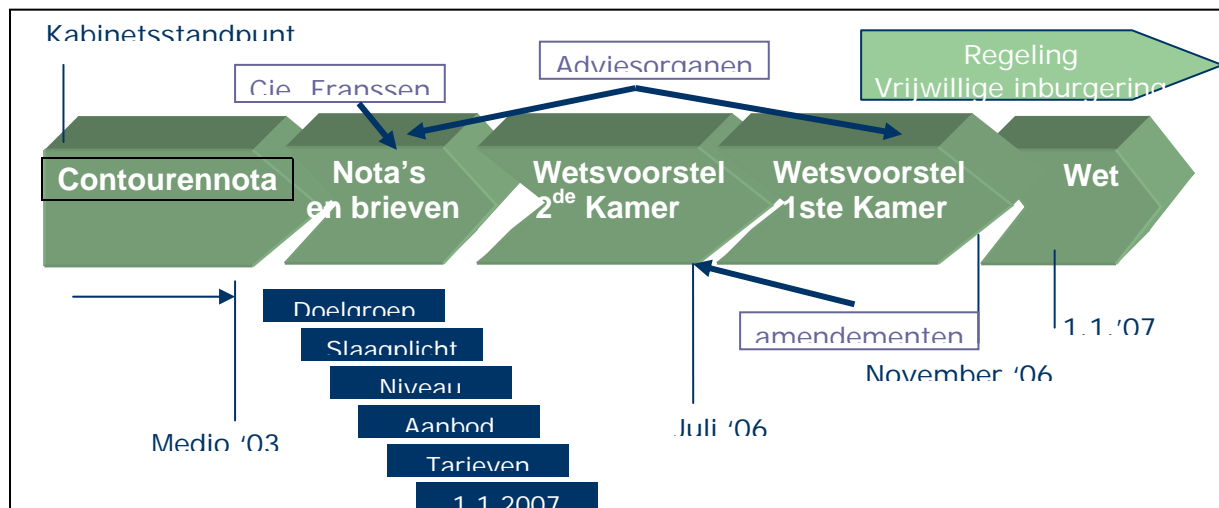 Kabinetsstandpunt
Cie. Franssen
Adviesorganen
Regeling
Vrijwillige inburgering
Contourennota
Nota's
en brieven
Wetsvoorstel
2de Kamer
Wetsvoorstel
1ste Kamer
Wet
Doelgroep
Slaagplicht
Niveau
Aanbod
Tarieven
1.1.2007
amendementen
1.1.'07
November '06
Juli '06
Medio '03